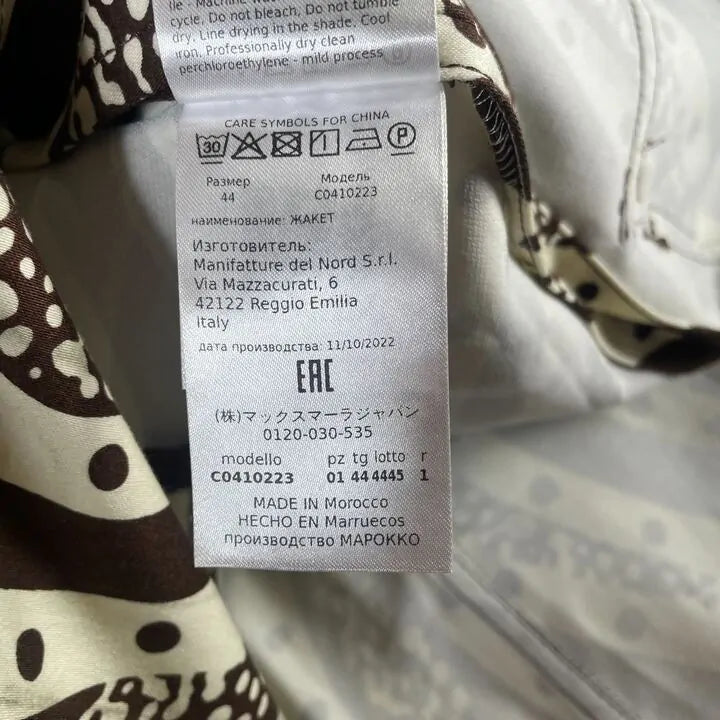 cycle. Do not bleach, Do not tumble
dry. Line drying in the shade. Cool
iron. Professionally dry clean
perchloroethylene - mild process
CARE SYMBOLS FOR CHINA
30 P
Размер Модель
44 C0410223
наименование: ЖАКЕТ
Изготовитель:
Manifatture del Nord S.r.l.
Via Mazzacurati, 6
42122 Reggio Emilia
Italy
дата производства: 11/10/2022
EAC
(株)マックスマーラジャパン
0120-030-535
modello pz tg lotto r
C0410223 01 44 4445 1
MADE IN Morocco
HECHO EN Marruecos
производство МАРОККО